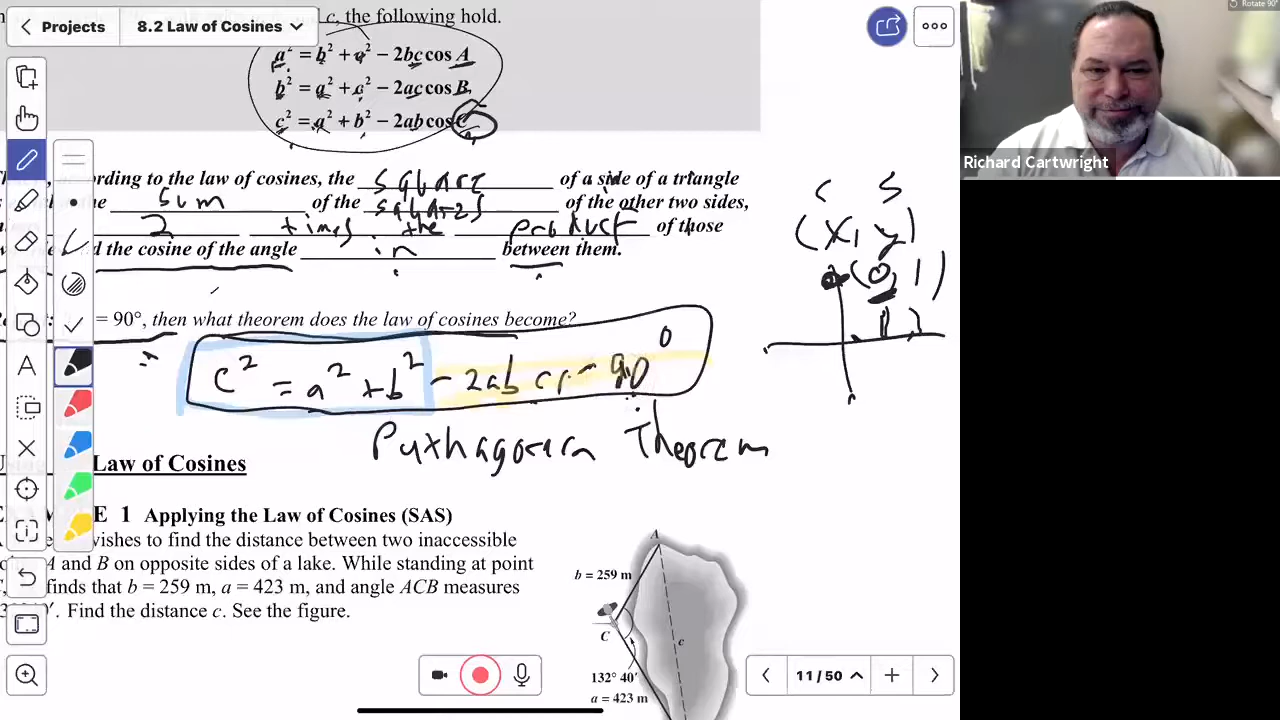 Projects
8.2 Law of Cosines
c, the following hold.
a² = b² + c² − 2bc cos A
b² = a² + c² − 2ac cos B,
c² = a² + b² − 2ab cos C
Rotate 90°
Richard Cartwright
according to the law of cosines, the square of a side of a triangle
sum of the squares of the other two sides,
2 times the product of those
the cosine of the angle in between them.
C S
(x, y)
(0, 1)
= 90°, then what theorem does the law of cosines become?
c² = a² + b² − 2ab cos 90°
Pythagorean Theorem
Law of Cosines
1 Applying the Law of Cosines (SAS)
wishes to find the distance between two inaccessible
A and B on opposite sides of a lake. While standing at point
finds that b = 259 m, a = 423 m, and angle ACB measures
Find the distance c. See the figure.
A
b = 259 m
C
c
132° 40′
a = 423 m
11/50